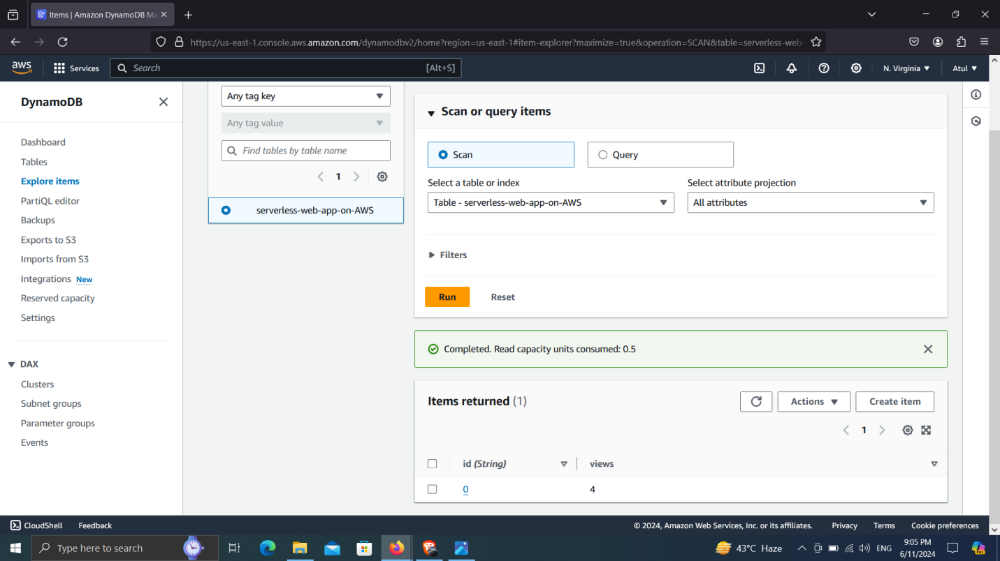 Items | Amazon DynamoDB Ma
https://us-east-1.console.aws.amazon.com/dynamodbv2/home?region=us-east-1#item-explorer?maximize=true&operation=SCAN&table=serverless-web-
aws
Services
Search
[Alt+S]
N. Virginia
Atul
DynamoDB
Dashboard
Tables
Explore items
PartiQL editor
Backups
Exports to S3
Imports from S3
Integrations New
Reserved capacity
Settings
DAX
Clusters
Subnet groups
Parameter groups
Events
Any tag key
Any tag value
Find tables by table name
1
serverless-web-app-on-AWS
Scan or query items
Scan
Query
Select a table or index
Select attribute projection
Table - serverless-web-app-on-AWS
All attributes
Filters
Run
Reset
Completed. Read capacity units consumed: 0.5
Items returned (1)
Actions
Create item
1
id (String)
views
0
4
CloudShell
Feedback
© 2024, Amazon Web Services, Inc. or its affiliates.
Privacy
Terms
Cookie preferences
Type here to search
43°C Haze
ENG
9:05 PM
6/11/2024
PRE